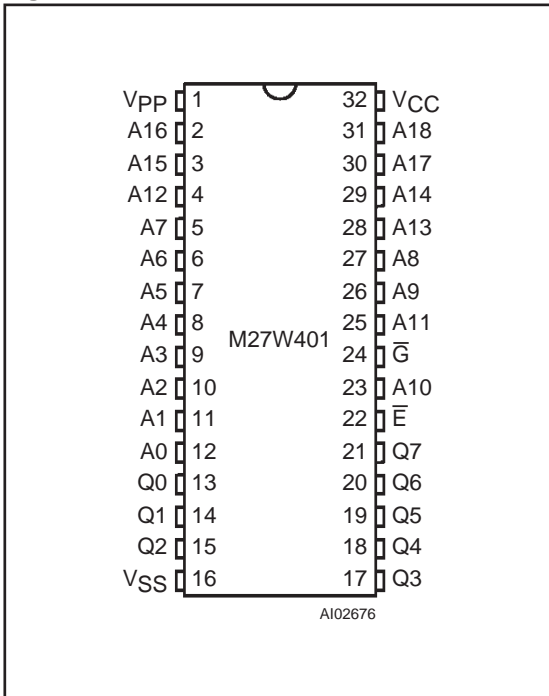 VPP 1 32 VCC
A16 2 31 A18
A15 3 30 A17
A12 4 29 A14
A7 5 28 A13
A6 6 27 A8
A5 7 26 A9
A4 8 25 A11
M27W401
A3 9 24 G̅
A2 10 23 A10
A1 11 22 E̅
A0 12 21 Q7
Q0 13 20 Q6
Q1 14 19 Q5
Q2 15 18 Q4
VSS 16 17 Q3
AI02676